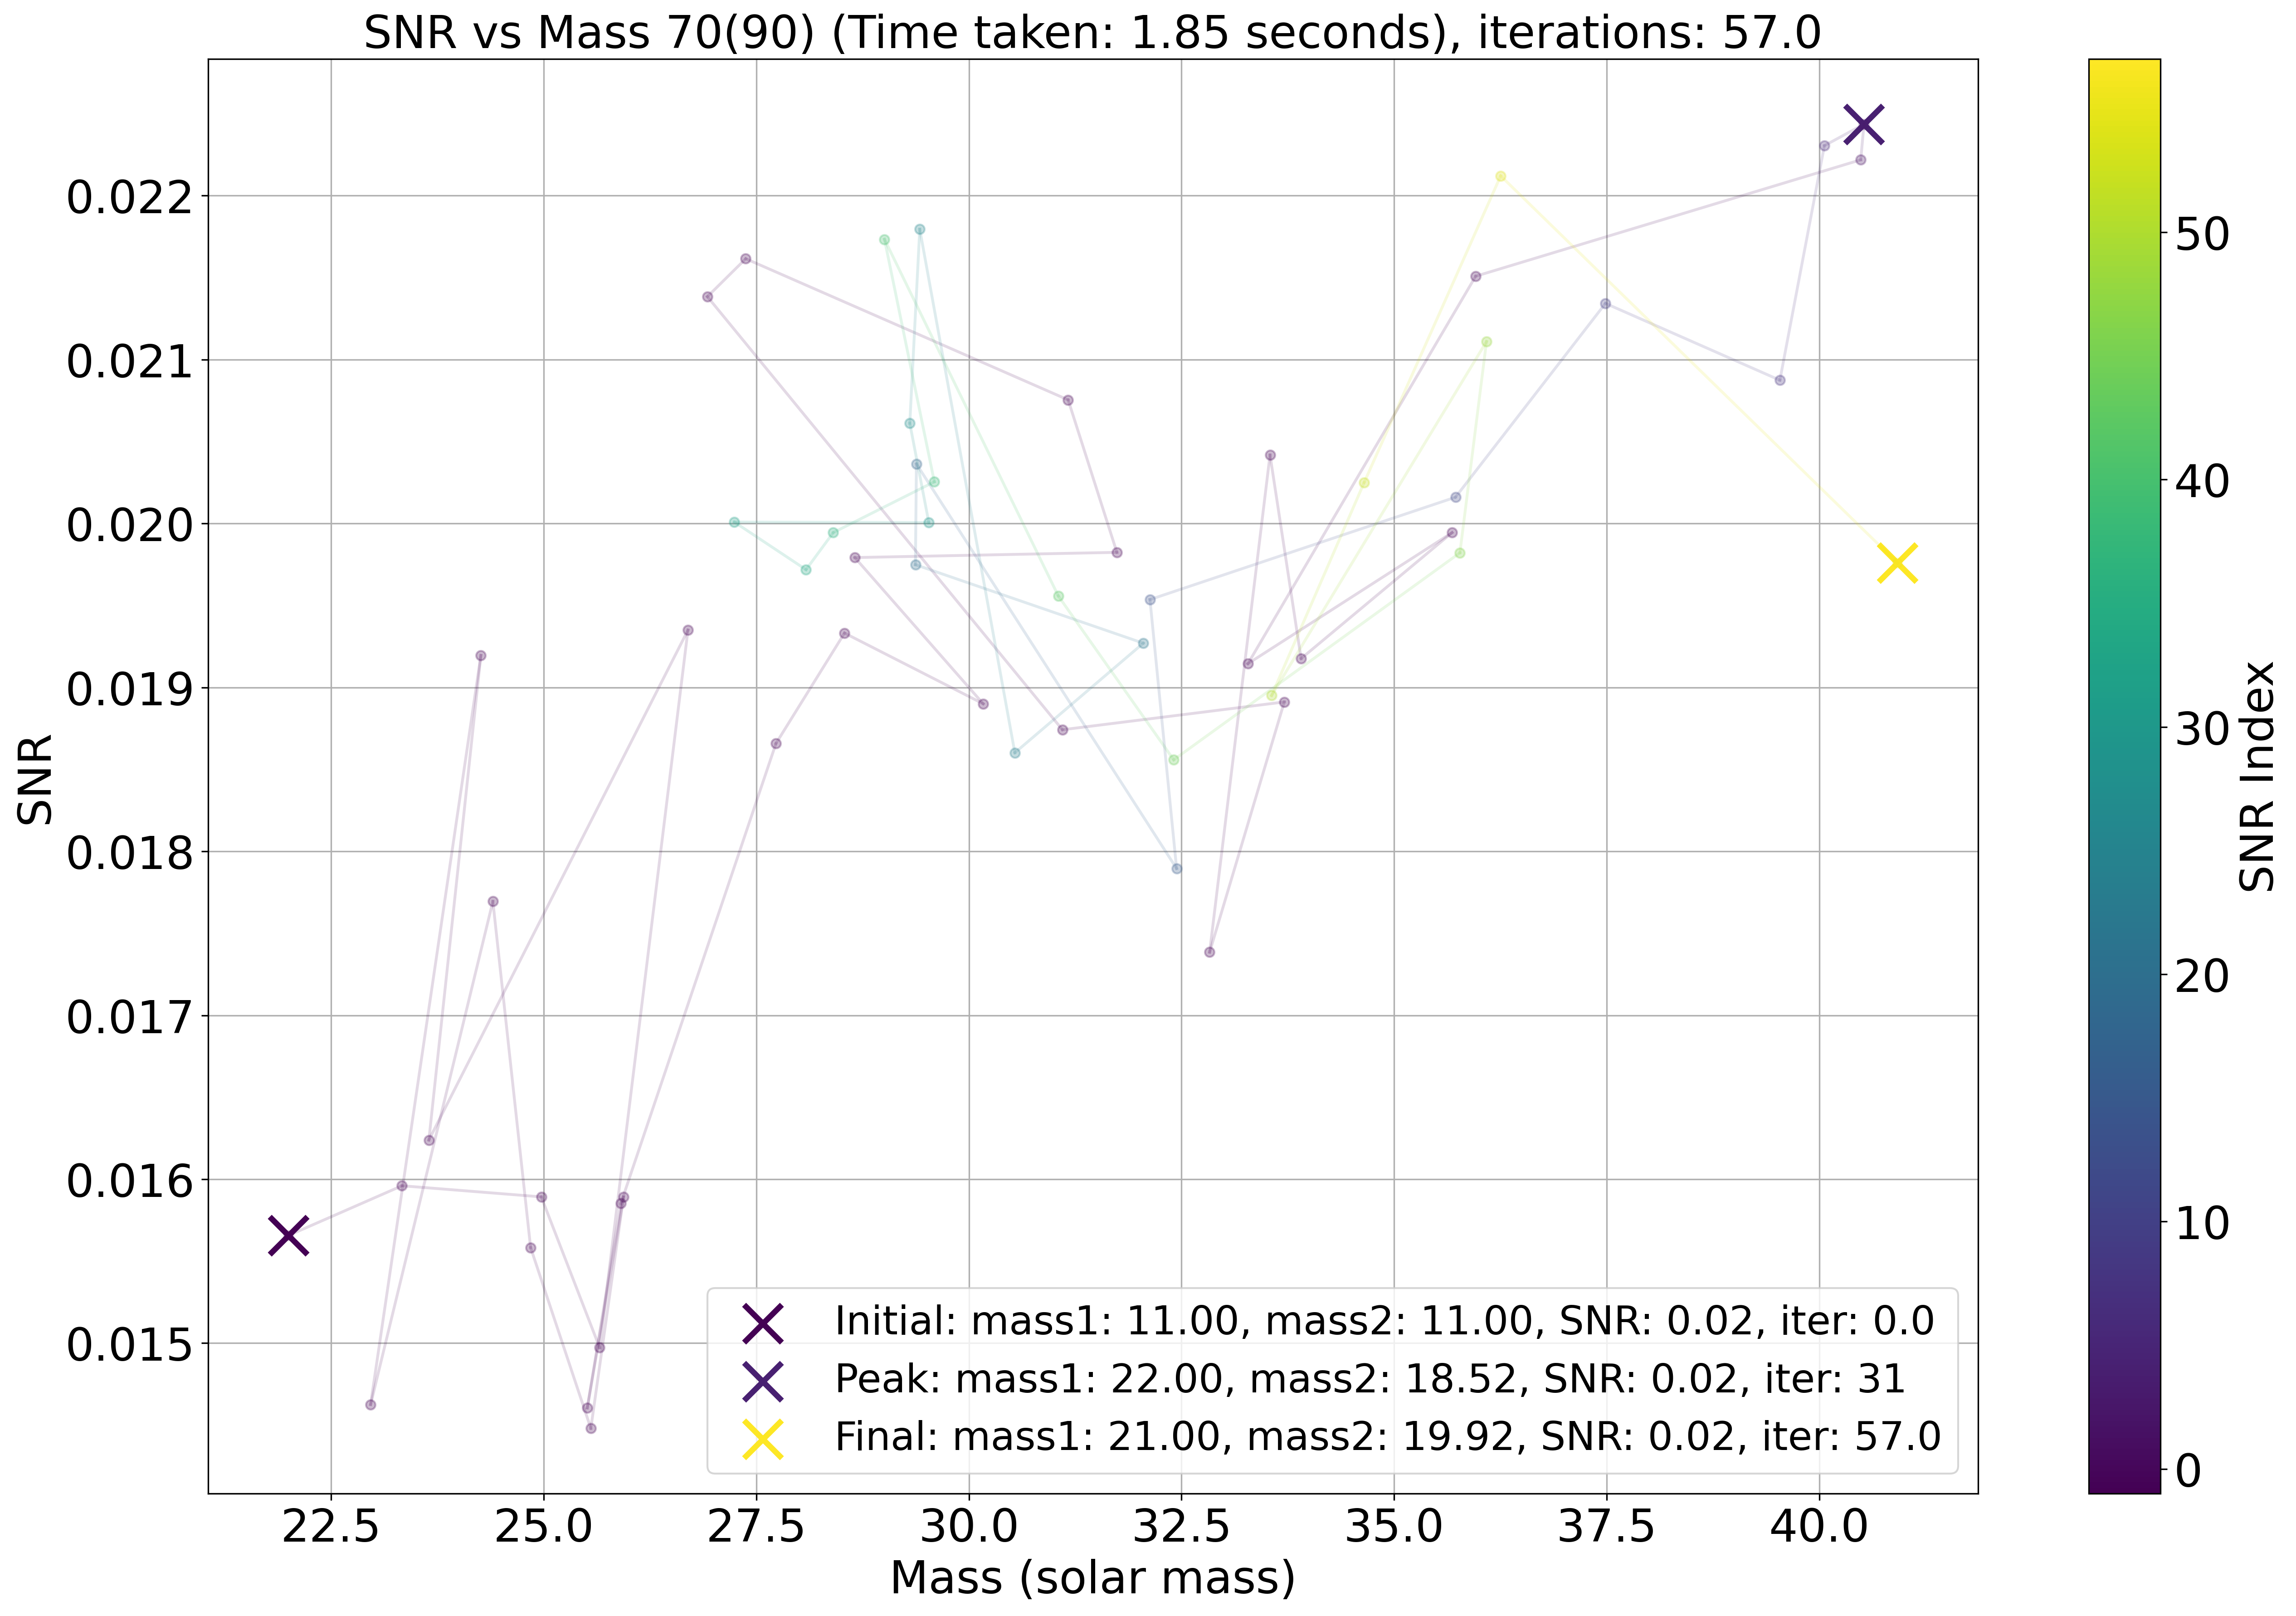 SNR vs Mass 70(90) (Time taken: 1.85 seconds), iterations: 57.0
SNR
0.022
0.021
0.020
0.019
0.018
0.017
0.016
0.015
22.5 25.0 27.5 30.0 32.5 35.0 37.5 40.0
Mass (solar mass)
Initial: mass1: 11.00, mass2: 11.00, SNR: 0.02, iter: 0.0
Peak: mass1: 22.00, mass2: 18.52, SNR: 0.02, iter: 31
Final: mass1: 21.00, mass2: 19.92, SNR: 0.02, iter: 57.0
50
40
30
20
10
0
SNR Index